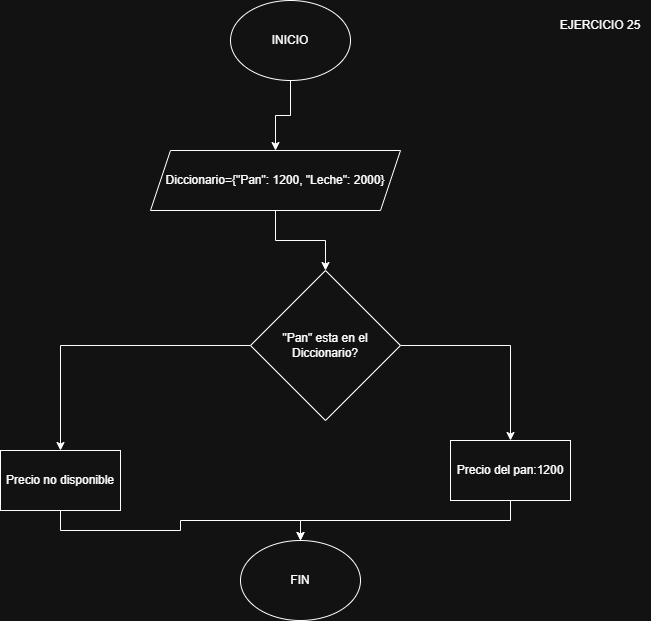 EJERCICIO 25
INICIO
Diccionario={"Pan": 1200, "Leche": 2000}
"Pan" esta en el
Diccionario?
Precio no disponible
Precio del pan:1200
FIN